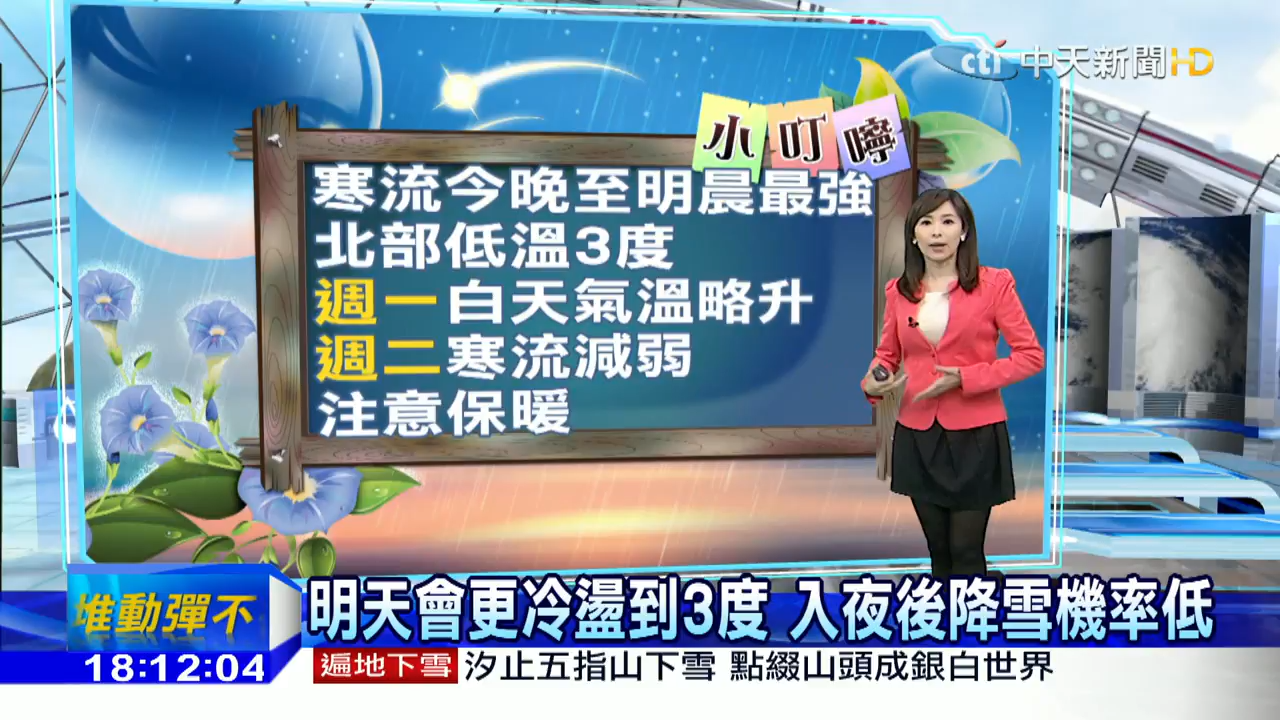 cti 中天新聞HD
小叮嚀
寒流今晚至明晨最強
北部低溫3度
週一白天氣溫略升
週二寒流減弱
注意保暖
堆動彈不
明天會更冷盪到3度 入夜後降雪機率低
18:12:04
遍地下雪 汐止五指山下雪 點綴山頭成銀白世界